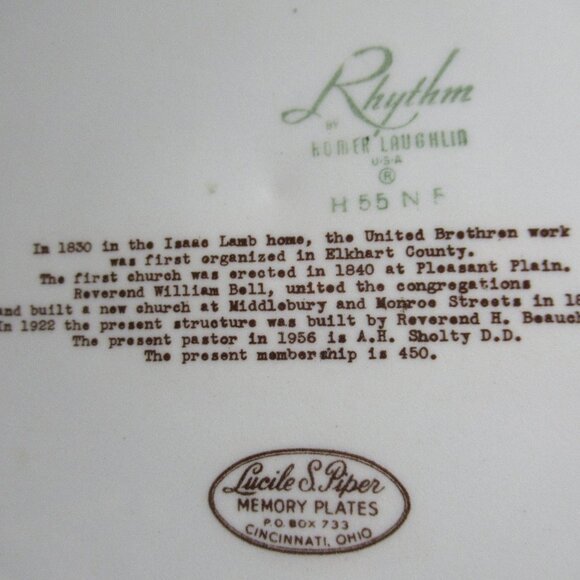 Rhythm
BY
HOMER LAUGHLIN
U·S·A
®
H 55 N 5
In 1830 in the Isaac Lamb home, the United Brethren work
was first organized in Elkhart County.
The first church was erected in 1840 at Pleasant Plain.
Reverend William Bell, united the congregations
and built a new church at Middlebury and Monroe Streets in 18
In 1922 the present structure was built by Reverend H. Beauch
The present pastor in 1956 is A.H. Sholty D.D.
The present membership is 450.
Lucile S. Piper
MEMORY PLATES
P.O. BOX 733
CINCINNATI, OHIO